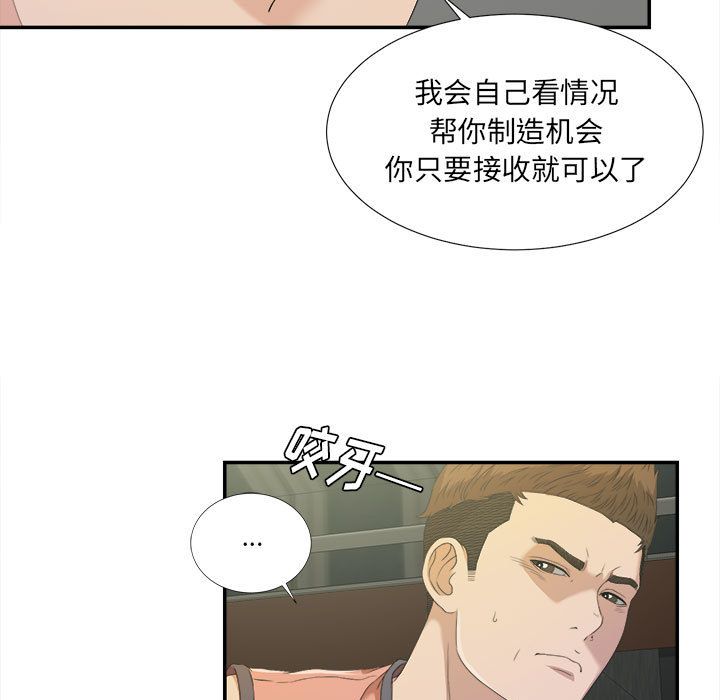 我会自己看情况
帮你制造机会
你只要接收就可以了
咬牙—
...